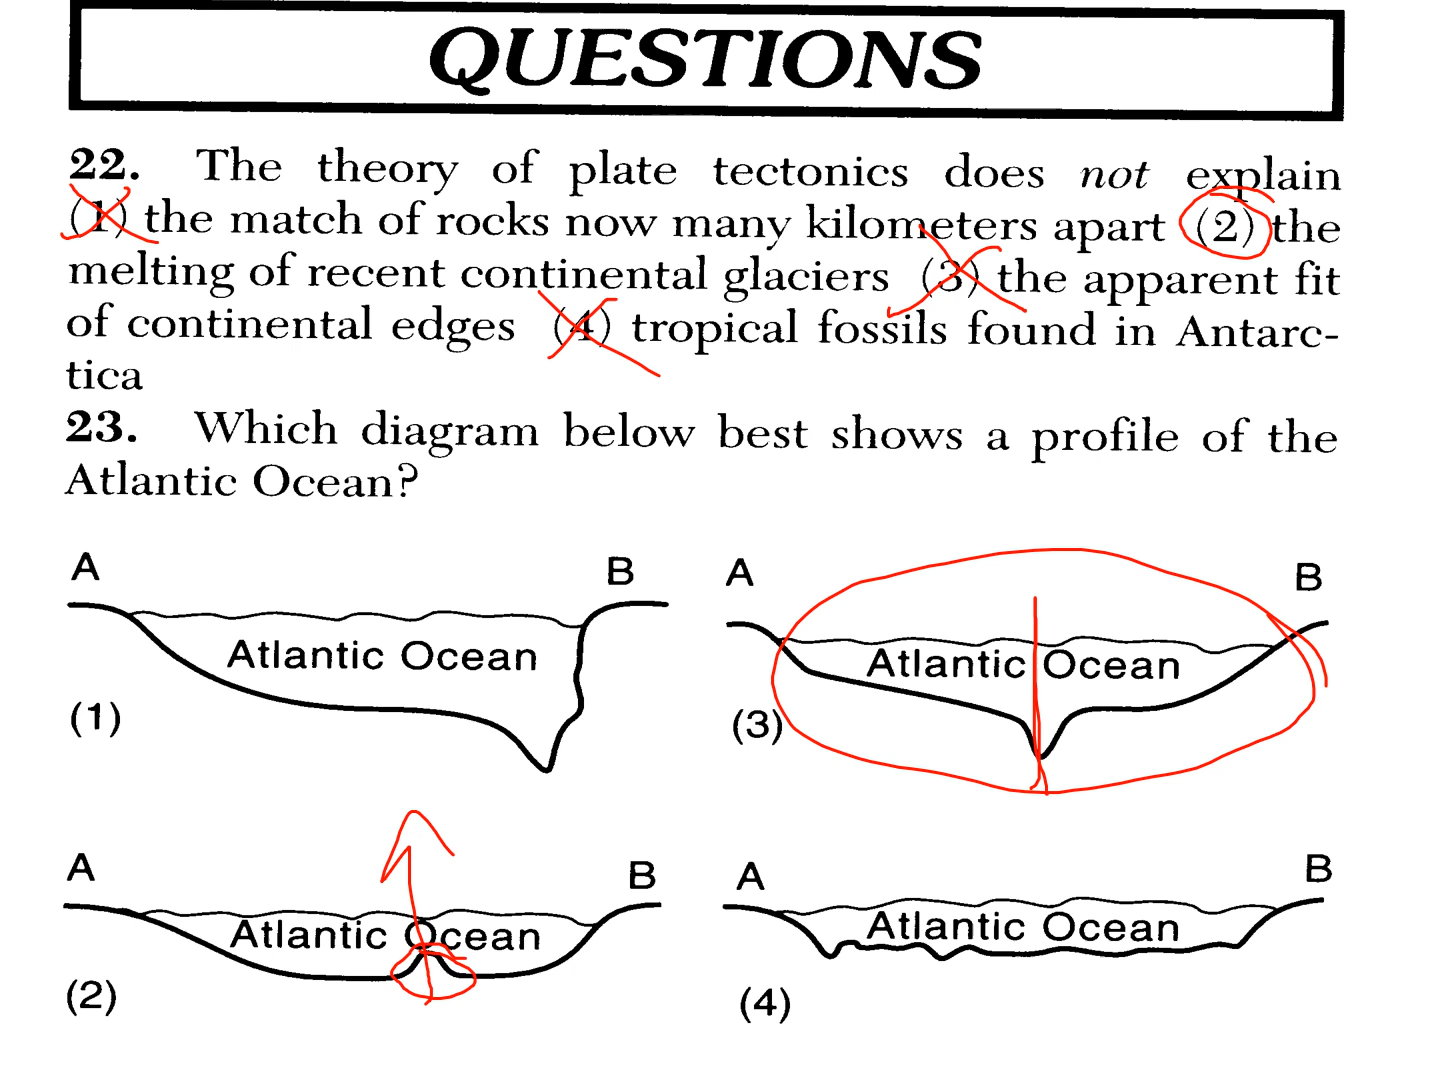 QUESTIONS
22. The theory of plate tectonics does not explain
(1) the match of rocks now many kilometers apart (2) the
melting of recent continental glaciers (3) the apparent fit
of continental edges (4) tropical fossils found in Antarc-
tica
23. Which diagram below best shows a profile of the
Atlantic Ocean?
A B
Atlantic Ocean
(1)
A B
Atlantic Ocean
(3)
A B
Atlantic Ocean
(2)
A B
Atlantic Ocean
(4)